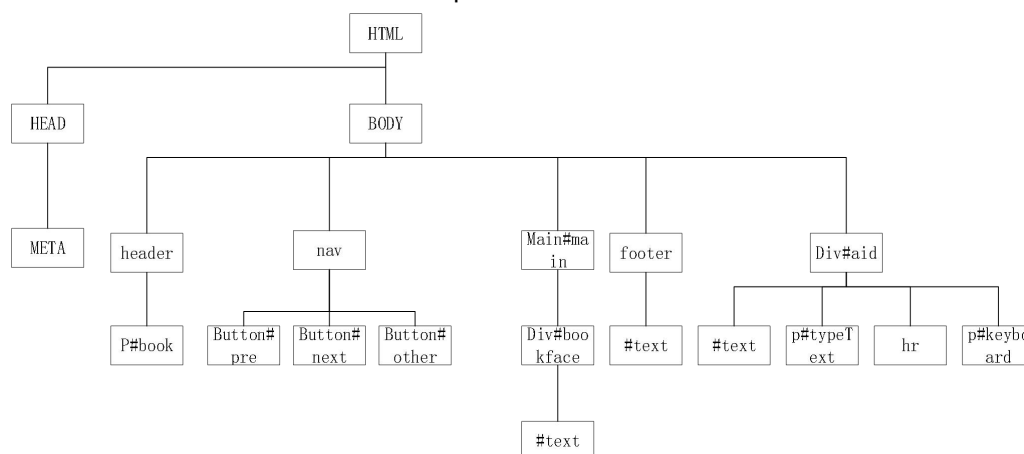 HTML
HEAD
BODY
META
header
nav
Main#ma
in
footer
Div#aid
P#book
Button#
pre
Button#
next
Button#
other
Div#boo
kface
#text
#text
p#typeT
ext
hr
p#keybo
ard
#text